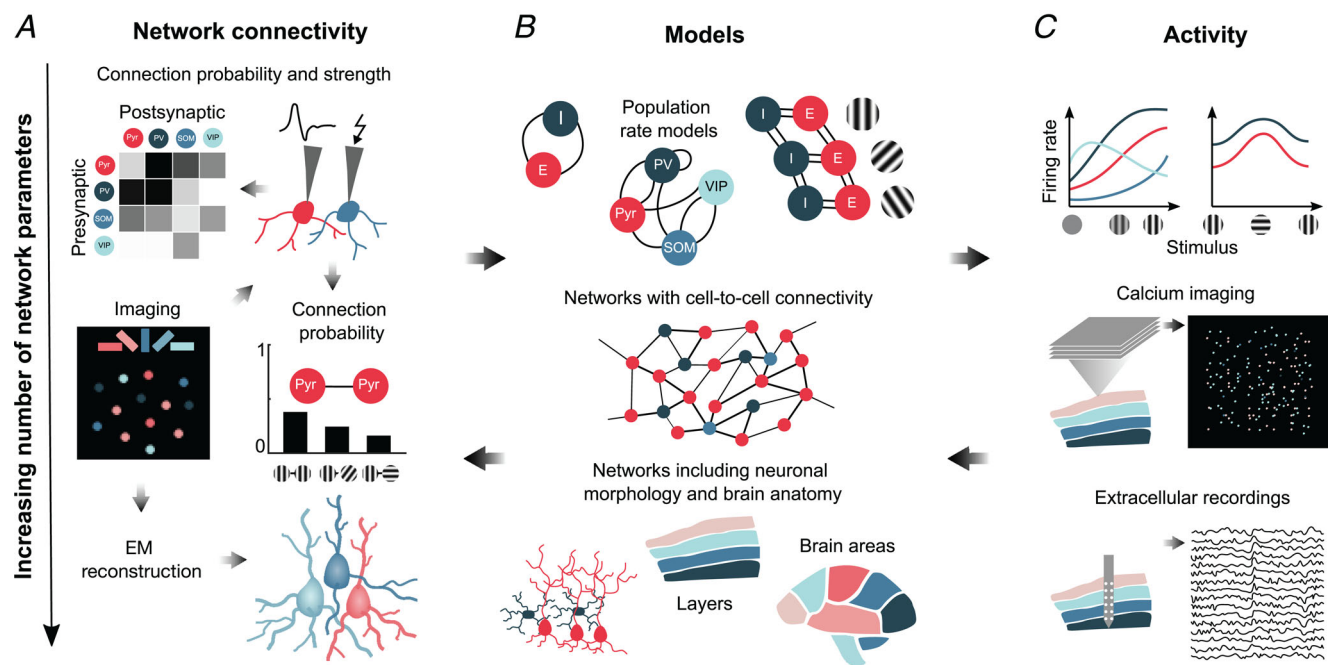 A
Network connectivity
Increasing number of network parameters
Connection probability and strength
Postsynaptic
Pyr
PV
SOM
VIP
Presynaptic
Pyr
PV
SOM
VIP
Imaging
Connection
probability
1
Pyr
Pyr
0
EM
reconstruction
B
Models
I
E
Population
rate models
PV
VIP
Pyr
SOM
I
E
I
E
I
E
Networks with cell-to-cell connectivity
Networks including neuronal
morphology and brain anatomy
Layers
Brain areas
C
Activity
Firing rate
Stimulus
Calcium imaging
Extracellular recordings